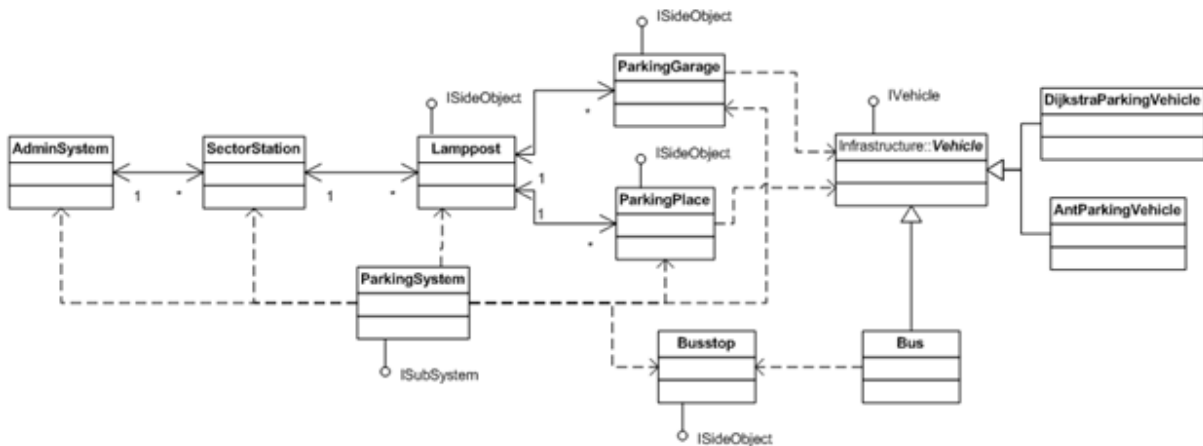 ISideObject
ParkingGarage
ISideObject
IVehicle
DijkstraParkingVehicle
*
AdminSystem
SectorStation
Lamppost
Infrastructure::Vehicle
ISideObject
1
*
1
*
1
ParkingPlace
AntParkingVehicle
1
*
ParkingSystem
Busstop
Bus
ISubSystem
ISideObject